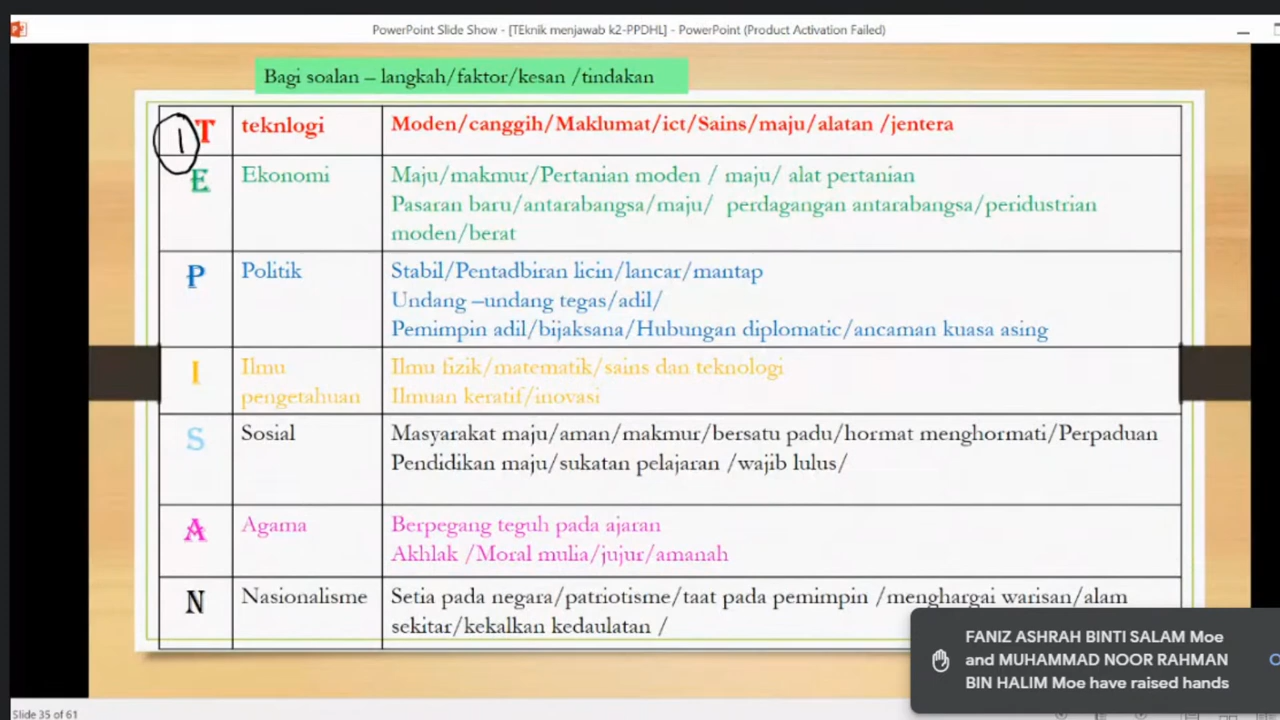 PowerPoint Slide Show - [TEknik menjawab k2-PPDHL] - PowerPoint (Product Activation Failed)
Bagi soalan – langkah/faktor/kesan /tindakan
1
T teknlogi Moden/canggih/Maklumat/ict/Sains/maju/alatan /jentera
E Ekonomi Maju/makmur/Pertanian moden / maju/ alat pertanian
Pasaran baru/antarabangsa/maju/ perdagangan antarabangsa/peridustrian
moden/berat
P Politik Stabil/Pentadbiran licin/lancar/mantap
Undang –undang tegas/adil/
Pemimpin adil/bijaksana/Hubungan diplomatic/ancaman kuasa asing
I Ilmu Ilmu fizik/matematik/sains dan teknologi
pengetahuan Ilmuan keratif/inovasi
S Sosial Masyarakat maju/aman/makmur/bersatu padu/hormat menghormati/Perpaduan
Pendidikan maju/sukatan pelajaran /wajib lulus/
A Agama Berpegang teguh pada ajaran
Akhlak /Moral mulia/jujur/amanah
N Nasionalisme Setia pada negara/patriotisme/taat pada pemimpin /menghargai warisan/alam
sekitar/kekalkan kedaulatan /
FANIZ ASHRAH BINTI SALAM Moe
and MUHAMMAD NOOR RAHMAN
BIN HALIM Moe have raised hands
Slide 35 of 61